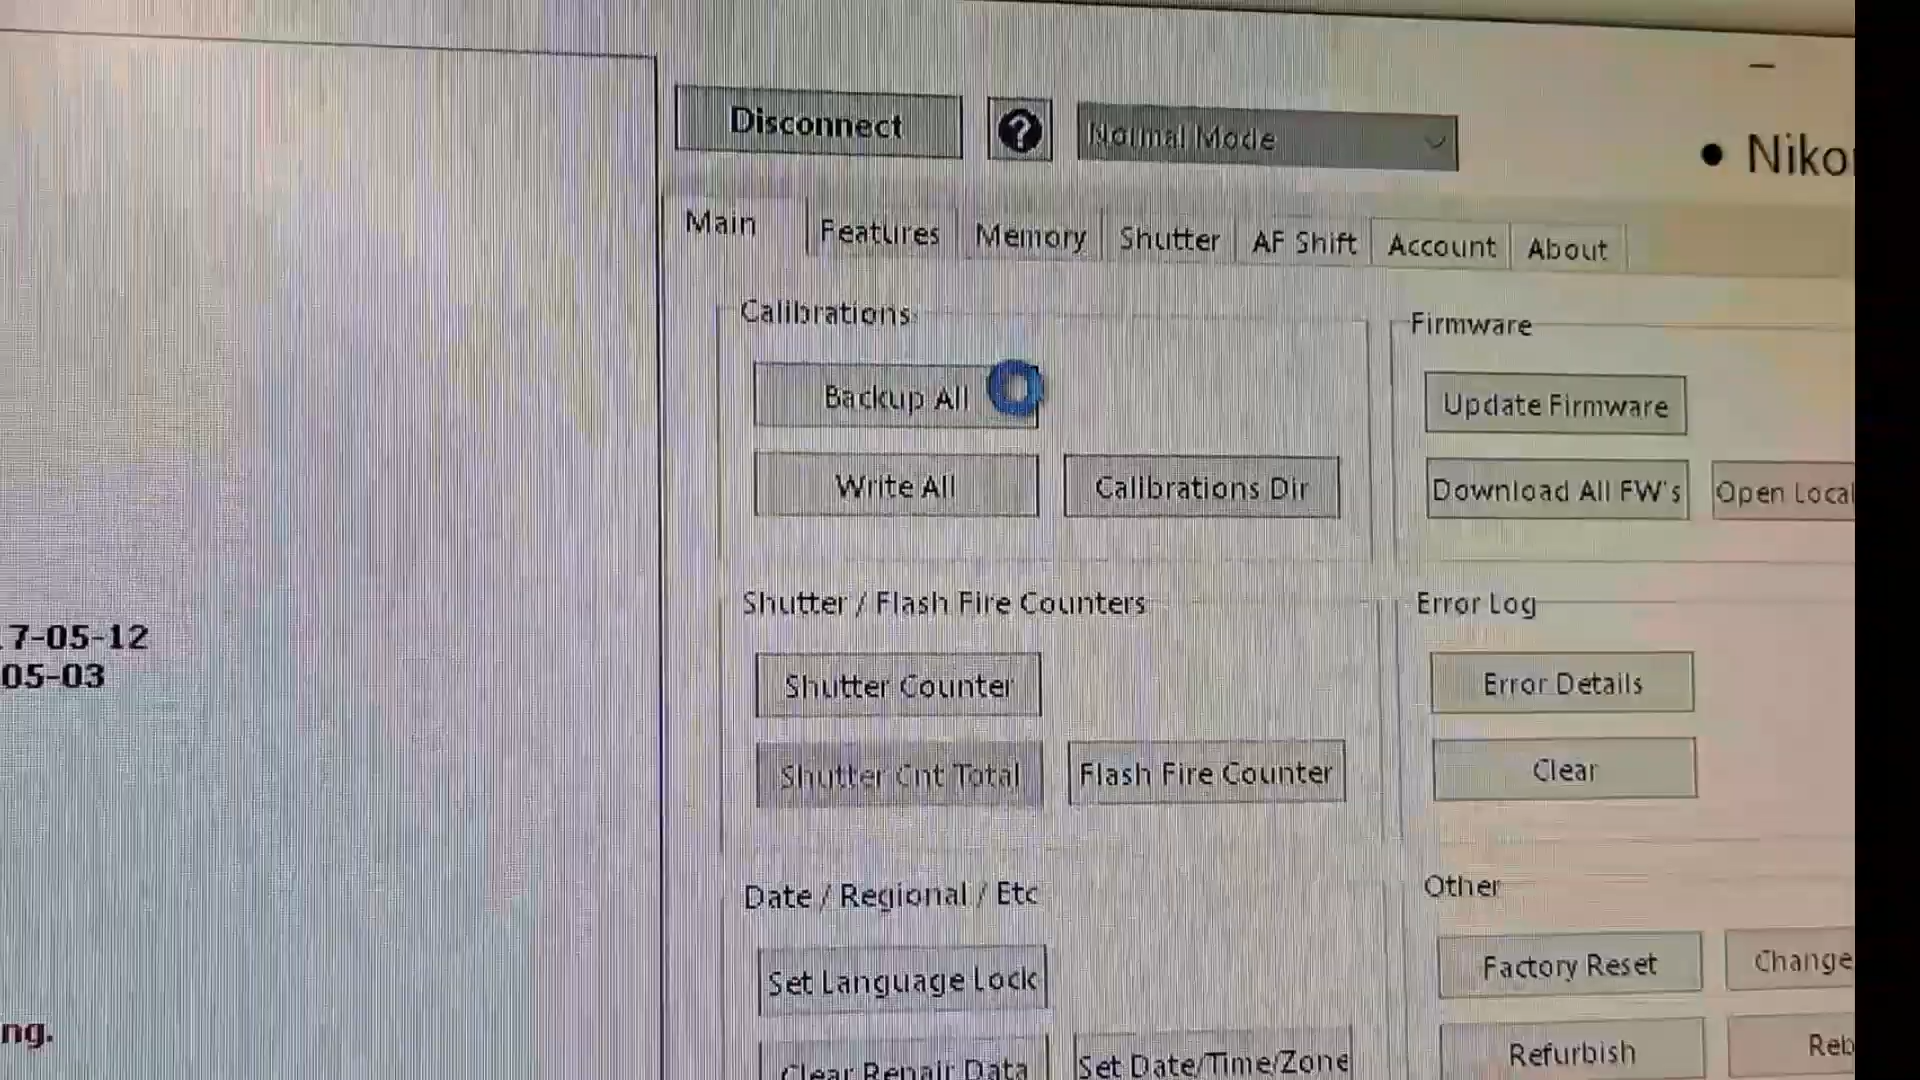 Disconnect
?
Normal Mode
Niko
Main
Features
Memory
Shutter
AF Shift
Account
About
Calibrations
Backup All
Write All
Calibrations Dir
Firmware
Update Firmware
Download All FW's
Open Local
7-05-12
05-03
Shutter / Flash Fire Counters
Shutter Counter
Shutter Cnt Total
Flash Fire Counter
Error Log
Error Details
Clear
Date / Regional / Etc
Set Language Lock
Clear Repair Data
Set Date/Time/Zone
Other
Factory Reset
Change
Refurbish
Reb
ng.